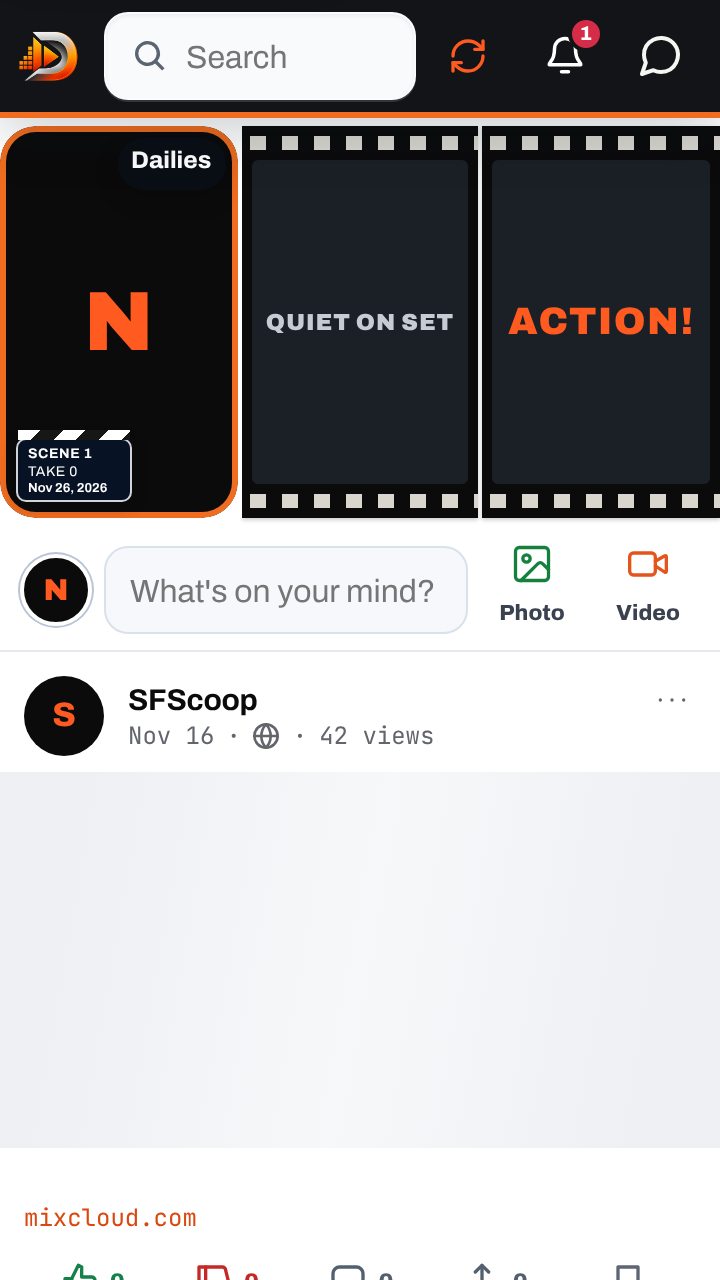 Search
1
Dailies
N
SCENE 1
TAKE 0
Nov 26, 2026
QUIET ON SET
ACTION!
N
What's on your mind?
Photo
Video
S
SFScoop
···
Nov 16 · · 42 views
mixcloud.com